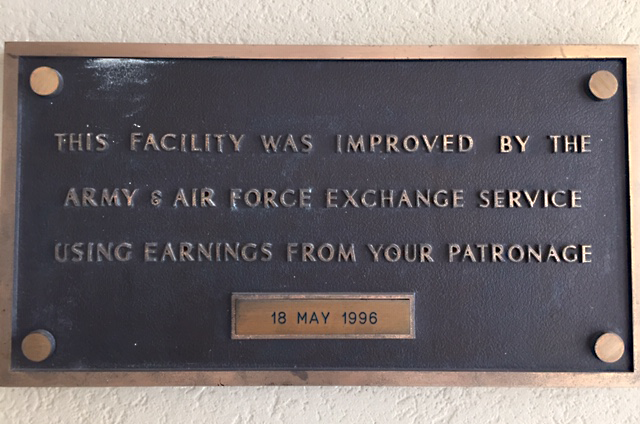 THIS FACILITY WAS IMPROVED BY THE
ARMY & AIR FORCE EXCHANGE SERVICE
USING EARNINGS FROM YOUR PATRONAGE
18 MAY 1996